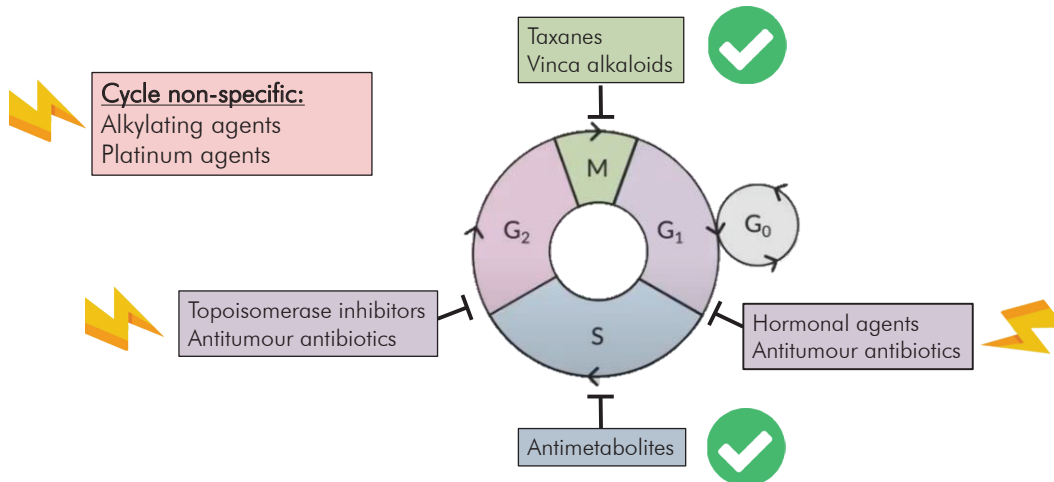 Taxanes
Vinca alkaloids
Cycle non-specific:
Alkylating agents
Platinum agents
M
G₂
G₁
G₀
Topoisomerase inhibitors
Antitumour antibiotics
S
Hormonal agents
Antitumour antibiotics
Antimetabolites